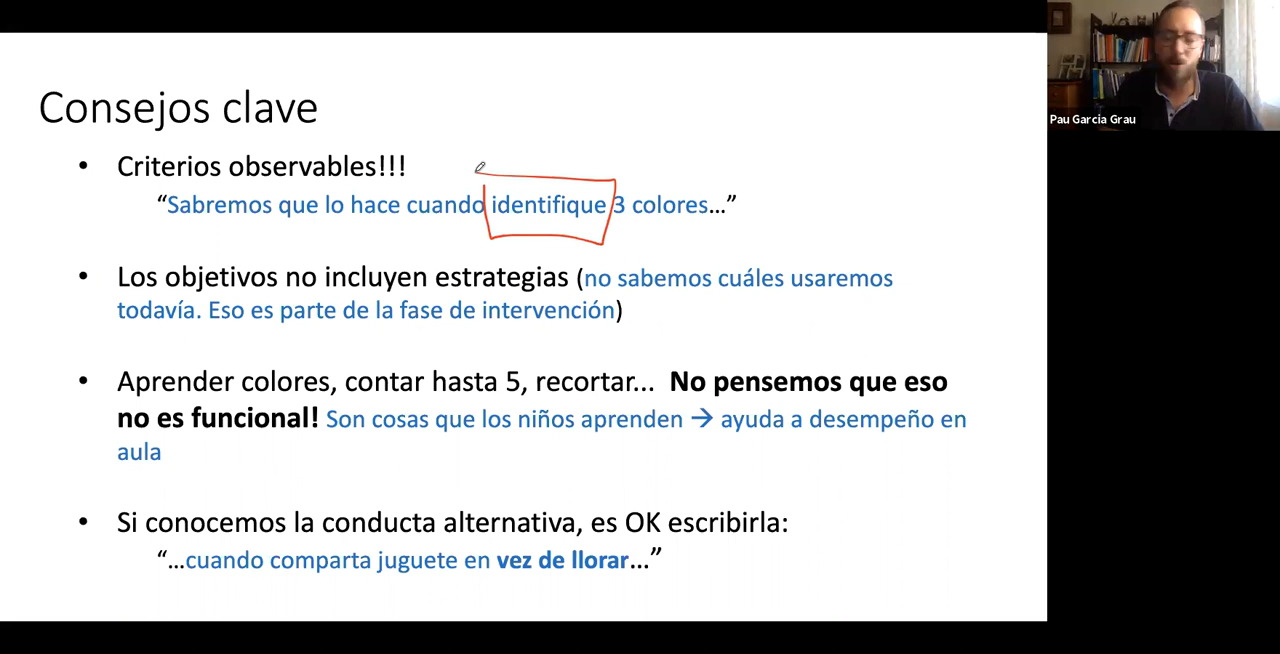 Consejos clave
• Criterios observables!!!
“Sabremos que lo hace cuando identifique 3 colores…”
• Los objetivos no incluyen estrategias (no sabemos cuáles usaremos
todavía. Eso es parte de la fase de intervención)
• Aprender colores, contar hasta 5, recortar... No pensemos que eso
no es funcional! Son cosas que los niños aprenden → ayuda a desempeño en
aula
• Si conocemos la conducta alternativa, es OK escribirla:
“…cuando comparta juguete en vez de llorar…”
Pau García Grau